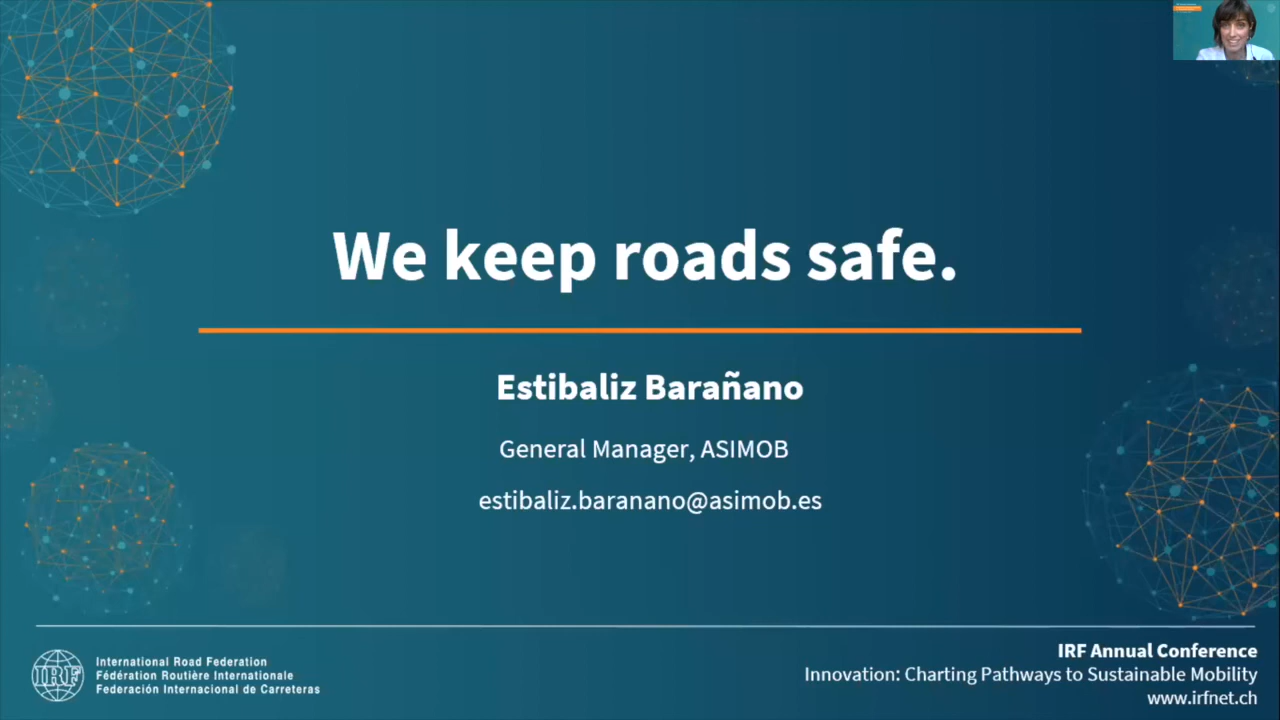 We keep roads safe.
Estibaliz Barañano
General Manager, ASIMOB
estibaliz.baranano@asimob.es
IRF
International Road Federation
Fédération Routière Internationale
Federación Internacional de Carreteras
IRF Annual Conference
Innovation: Charting Pathways to Sustainable Mobility
www.irfnet.ch